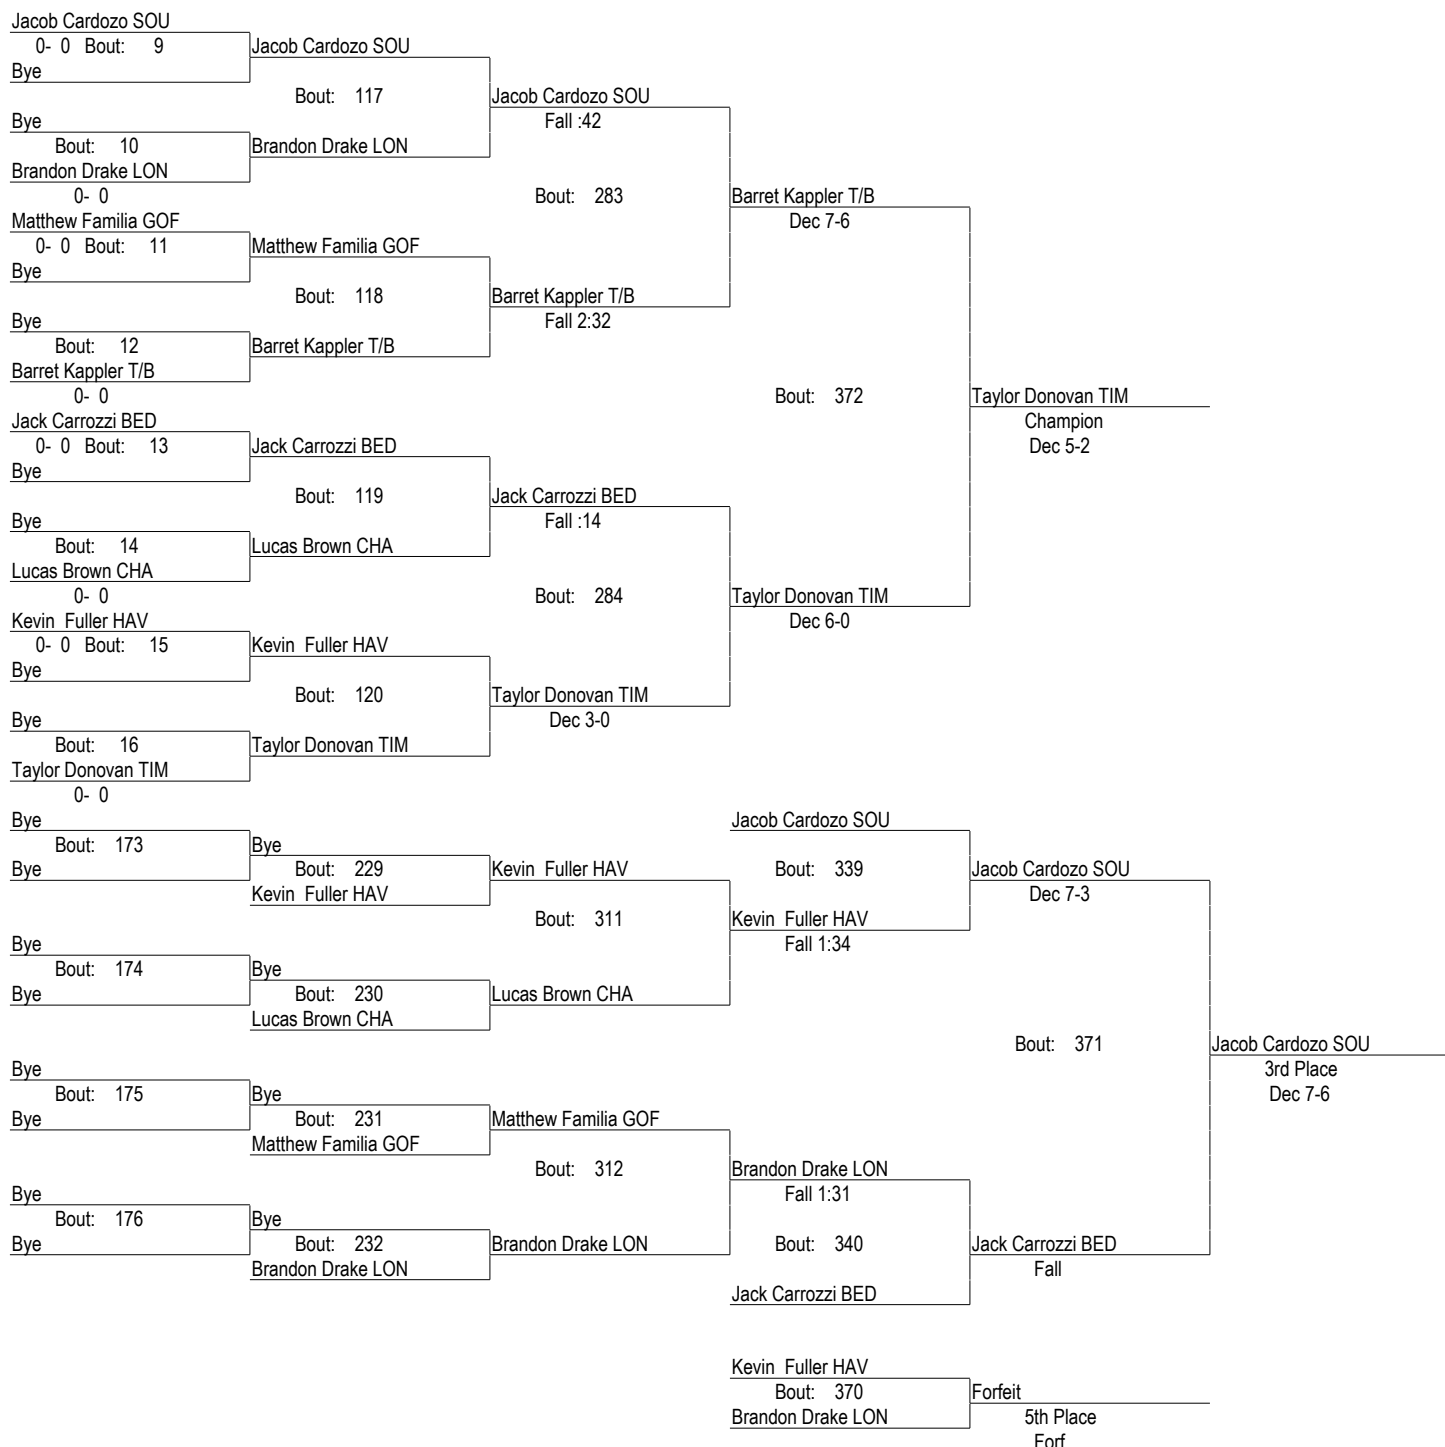 Jacob Cardozo SOU
0- 0 Bout: 9 Jacob Cardozo SOU
Bye
Bout: 117 Jacob Cardozo SOU
Bye Fall :42
Bout: 10 Brandon Drake LON
Brandon Drake LON
0- 0 Bout: 283 Barret Kappler T/B
Matthew Familia GOF Dec 7-6
0- 0 Bout: 11 Matthew Familia GOF
Bye
Bout: 118 Barret Kappler T/B
Bye Fall 2:32
Bout: 12 Barret Kappler T/B
Barret Kappler T/B
0- 0 Bout: 372 Taylor Donovan TIM
Jack Carrozzi BED Champion
0- 0 Bout: 13 Jack Carrozzi BED Dec 5-2
Bye
Bout: 119 Jack Carrozzi BED
Bye Fall :14
Bout: 14 Lucas Brown CHA
Lucas Brown CHA
0- 0 Bout: 284 Taylor Donovan TIM
Kevin Fuller HAV Dec 6-0
0- 0 Bout: 15 Kevin Fuller HAV
Bye
Bout: 120 Taylor Donovan TIM
Bye Dec 3-0
Bout: 16 Taylor Donovan TIM
Taylor Donovan TIM
0- 0
Bye Jacob Cardozo SOU
Bout: 173 Bye
Bye Bout: 229 Kevin Fuller HAV Bout: 339 Jacob Cardozo SOU
Kevin Fuller HAV Dec 7-3
Bout: 311 Kevin Fuller HAV
Bye Fall 1:34
Bout: 174 Bye
Bye Bout: 230 Lucas Brown CHA
Lucas Brown CHA
Bout: 371 Jacob Cardozo SOU
Bye 3rd Place
Bout: 175 Bye Dec 7-6
Bye Bout: 231 Matthew Familia GOF
Matthew Familia GOF
Bout: 312 Brandon Drake LON
Bye Fall 1:31
Bout: 176 Bye
Bye Bout: 232 Brandon Drake LON Bout: 340 Jack Carrozzi BED
Brandon Drake LON Fall
Jack Carrozzi BED
Kevin Fuller HAV
Bout: 370 Forfeit
Brandon Drake LON 5th Place
Forf